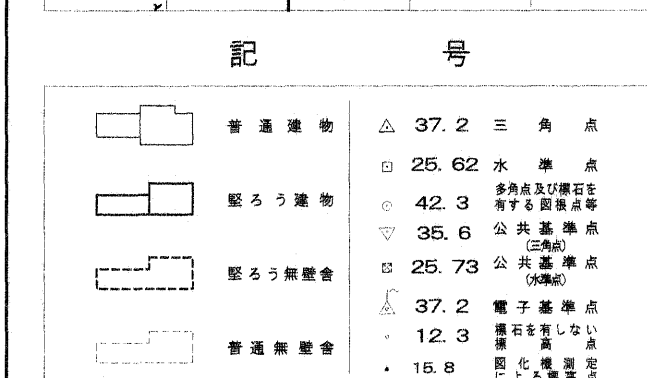 記 号
普通建物
堅ろう建物
堅ろう無壁舎
普通無壁舎
37.2 三角点
25.62 水準点
42.3 多角点及び標石を
有する図根点等
35.6 公共基準点
(三角点)
25.73 公共基準点
(水準点)
37.2 電子基準点
12.3 標石を有しない
標高点
15.8 図化機測定
による標高点